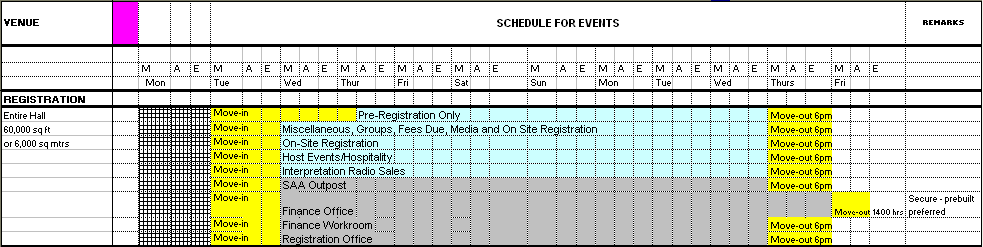 VENUE SCHEDULE FOR EVENTS REMARKS
M A E M A E M A E M A E M A E M A E M A E M A E M A E M A E M A E M A E
Mon Tue Wed Thur Fri Sat Sun Mon Tue Wed Thurs Fri
REGISTRATION
Entire Hall Move-in Pre-Registration Only Move-out 6pm
60,000 sq ft Move-in Miscellaneous, Groups, Fees Due, Media and On Site Registration Move-out 6pm
or 6,000 sq mtrs Move-in On-Site Registration Move-out 6pm
Move-in Host Events/Hospitality Move-out 6pm
Move-in Interpretation Radio Sales Move-out 6pm
SAA Outpost Move-out 6pm
Move-in Secure - prebuilt
Finance Office Move-out 1400 hrs preferred
Move-in Finance Workroom Move-out 6pm
Move-in Registration Office Move-out 6pm